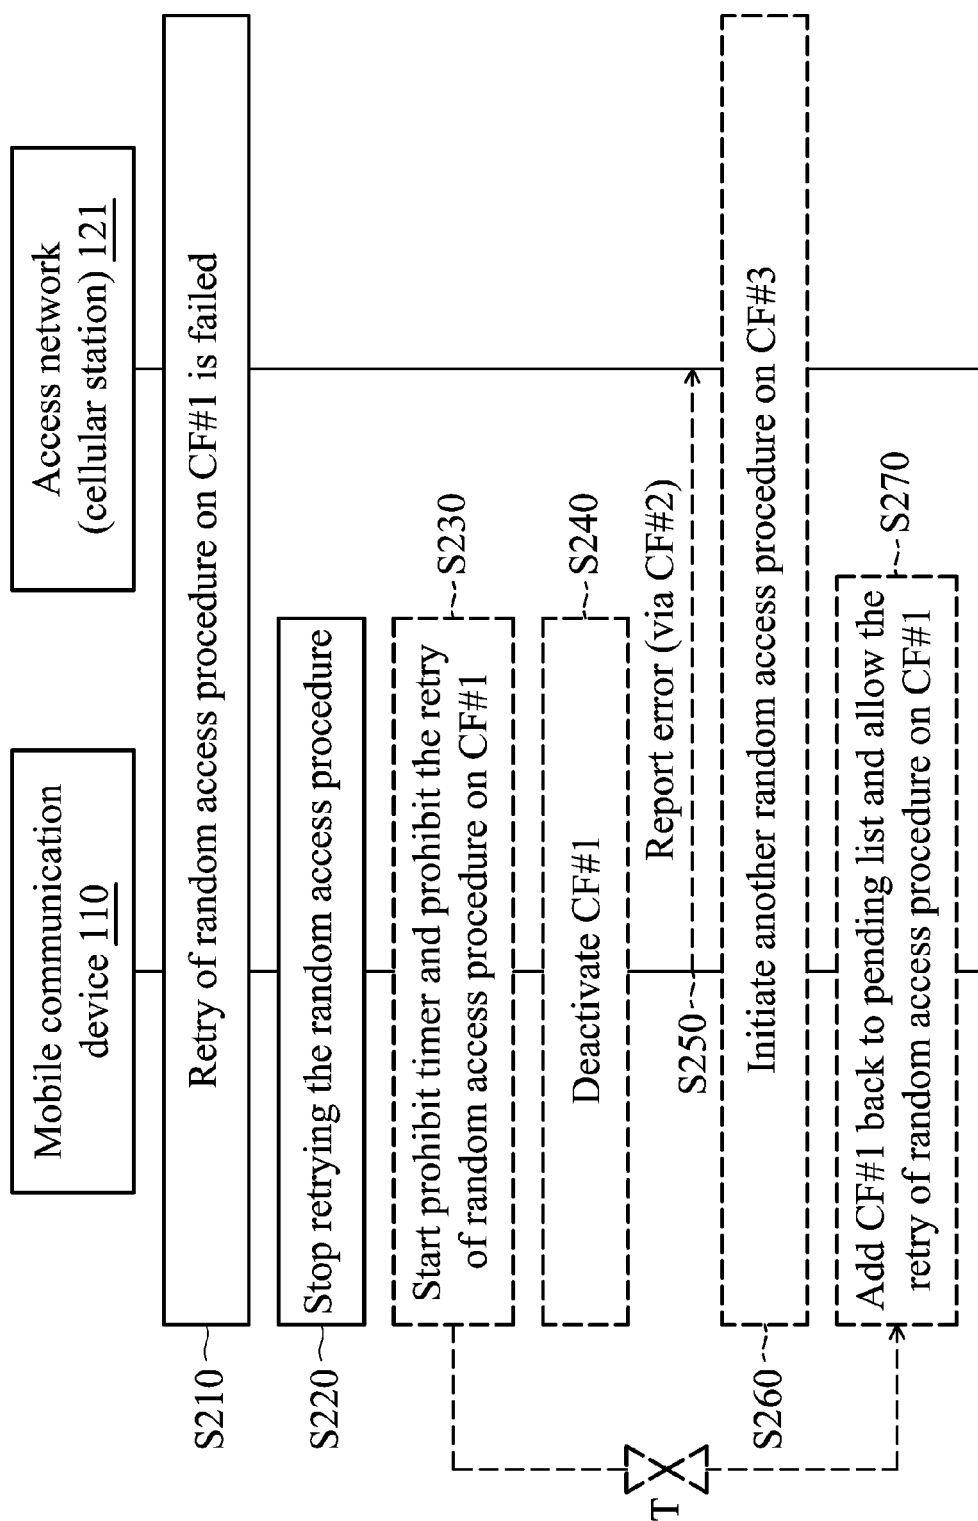 Mobile communication
device 110
Access network
(cellular station) 121
S210
Retry of random access procedure on CF#1 is failed
S220
Stop retrying the random access procedure
Start prohibit timer and prohibit the retry
of random access procedure on CF#1
S230
Deactivate CF#1
S240
S250
Report error (via CF#2)
S260
Initiate another random access procedure on CF#3
T
Add CF#1 back to pending list and allow the
retry of random access procedure on CF#1
S270